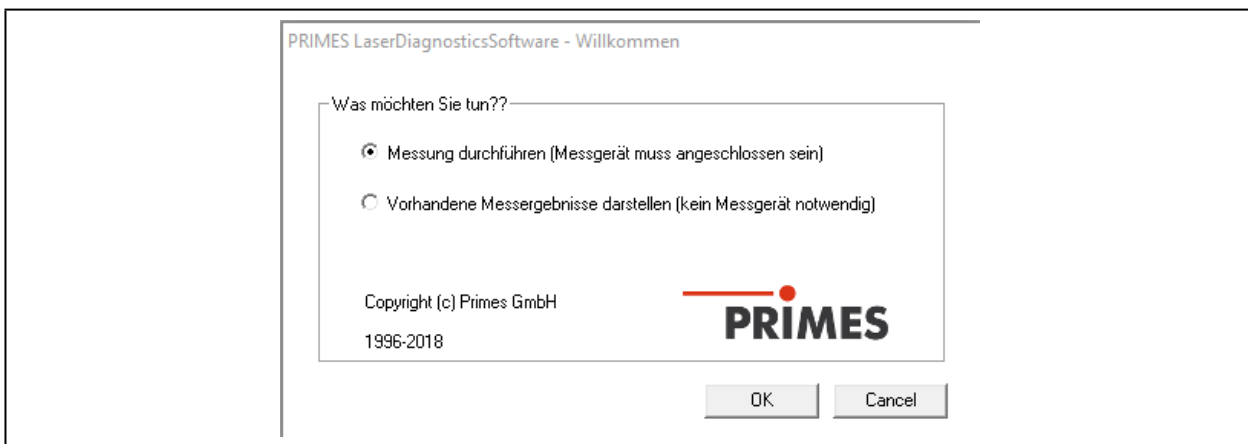 PRIMES LaserDiagnosticsSoftware - Willkommen
Was möchten Sie tun??
Messung durchführen (Messgerät muss angeschlossen sein)
Vorhandene Messergebnisse darstellen (kein Messgerät notwendig)
Copyright (c) Primes GmbH
1996-2018
PRIMES
OK
Cancel